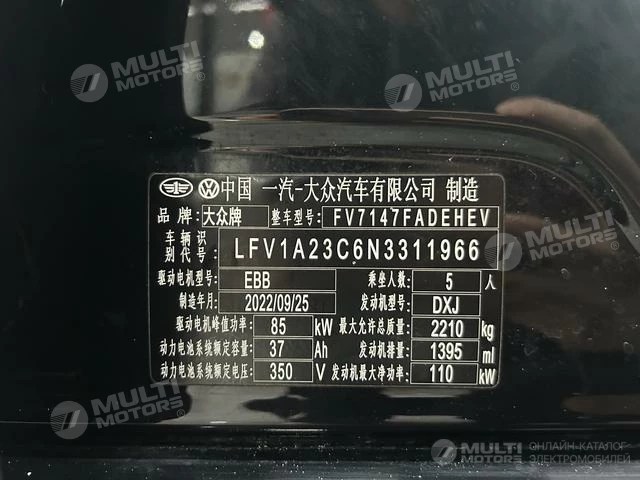 MULTI MOTORS
MULTI MOTORS
中国 一汽-大众汽车有限公司 制造
品 牌: 大众牌 整车型号: FV7147FADEHEV
车辆识别代号: LFV1A23C6N3311966
驱动电机型号: EBB 乘坐人数: 5 人
制造年月: 2022/09/25 发动机型号: DXJ
驱动电机峰值功率: 85 kW 最大允许总质量: 2210 kg
动力电池系统额定容量: 37 Ah 发动机排量: 1395 ml
动力电池系统额定电压: 350 V 发动机最大净功率: 110 kW
MULTI MOTORS
MULTI MOTORS
ОНЛАЙН-КАТАЛОГ
ЭЛЕКТРОМОБИЛЕЙ